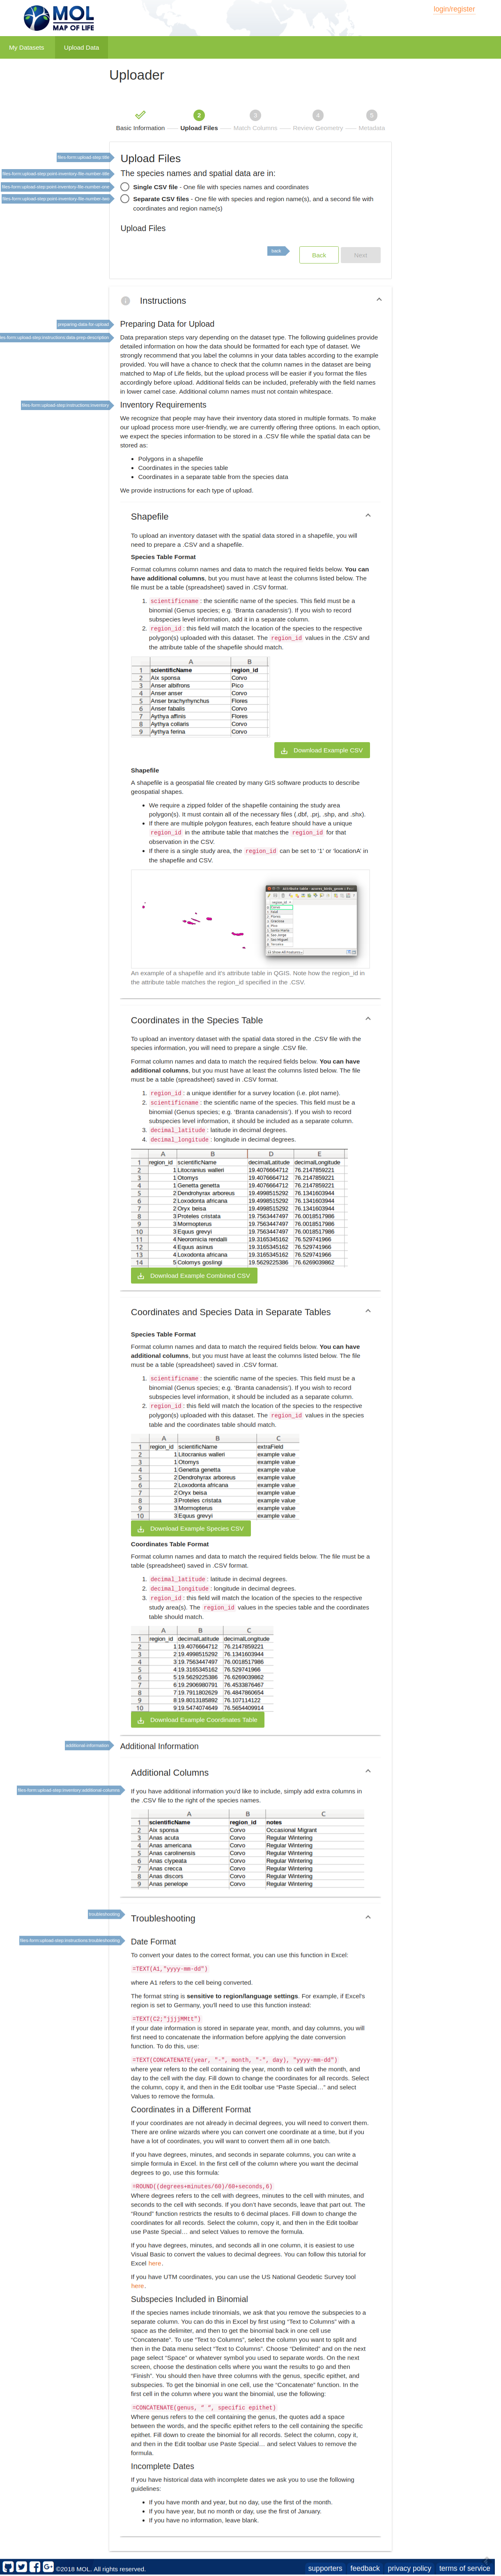 MOL
MAP OF LIFE
login/register
My Datasets
Upload Data
Uploader
2
3
4
5
Basic Information
Upload Files
Match Columns
Review Geometry
Metadata
files-form-upload-step-title
Upload Files
files-form-upload-step-point-inventory-file-number-title
The species names and spatial data are in:
files-form-upload-step-point-inventory-file-number-one
Single CSV file - One file with species names and coordinates
files-form-upload-step-point-inventory-file-number-two
Separate CSV files - One file with species and region name(s), and a second file with
coordinates and region name(s)
Upload Files
back
Back
Next
Instructions
preparing-data-for-upload
Preparing Data for Upload
les-form-upload-step-instructions-data-prep-description
Data preparation steps vary depending on the dataset type. The following guidelines provide
detailed information on how the data should be formatted for each type of dataset. We
strongly recommend that you label the columns in your data tables according to the example
provided. You will have a chance to check that the column names in the dataset are being
matched to Map of Life fields, but the upload process will be easier if you format the files
accordingly before upload. Additional fields can be included, preferably with the field names
in lower camel case. Additional column names must not contain whitespace.
files-form-upload-step-instructions-inventory
Inventory Requirements
We recognize that people may have their inventory data stored in multiple formats. To make
our upload process more user-friendly, we are currently offering three options. In each option,
we expect the species information to be stored in a .CSV file while the spatial data can be
stored as:
Polygons in a shapefile
Coordinates in the species table
Coordinates in a separate table from the species data
We provide instructions for each type of upload.
Shapefile
To upload an inventory dataset with the spatial data stored in a shapefile, you will
need to prepare a .CSV and a shapefile.
Species Table Format
Format columns column names and data to match the required fields below. You can
have additional columns, but you must have at least the columns listed below. The
file must be a table (spreadsheet) saved in .CSV format.
1. scientificname: the scientific name of the species. This field must be a
binomial (Genus species; e.g. 'Branta canadensis'). If you wish to record
subspecies level information, add it in a separate column.
2. region_id: this field will match the location of the species to the respective
polygon(s) uploaded with this dataset. The region_id values in the .CSV and
the attribute table of the shapefile should match.
A B
1 scientificName region_id
2 Aix sponsa Corvo
3 Anser albifrons Pico
4 Anser anser Corvo
5 Anser brachyrhynchus Flores
6 Anser fabalis Corvo
7 Aythya affinis Flores
8 Aythya collaris Corvo
9 Aythya ferina Corvo
Download Example CSV
Shapefile
A shapefile is a geospatial file created by many GIS software products to describe
geospatial shapes.
We require a zipped folder of the shapefile containing the study area
polygon(s). It must contain all of the necessary files (.dbf, .prj, .shp, and .shx).
If there are multiple polygon features, each feature should have a unique
region_id in the attribute table that matches the region_id for that
observation in the CSV.
If there is a single study area, the region_id can be set to '1' or 'locationA' in
the shapefile and CSV.
An example of a shapefile and it's attribute table in QGIS. Note how the region_id in
the attribute table matches the region_id specified in the .CSV.
Coordinates in the Species Table
To upload an inventory dataset with the spatial data stored in the .CSV file with the
species information, you will need to prepare a single .CSV file.
Format column names and data to match the required fields below. You can have
additional columns, but you must have at least the columns listed below. The file
must be a table (spreadsheet) saved in .CSV format.
1. region_id: a unique identifier for a survey location (i.e. plot name).
2. scientificname: the scientific name of the species. This field must be a
binomial (Genus species; e.g. 'Branta canadensis'). If you wish to record
subspecies level information, it should be included as a separate column.
3. decimal_latitude: latitude in decimal degrees.
4. decimal_longitude: longitude in decimal degrees.
A B D E
1 region_id scientificName decimalLatitude decimalLongitude
2 1 Litocranius walleri 19.4076664712 76.2147859221
3 1 Otomys 19.4076664712 76.2147859221
4 1 Genetta genetta 19.4076664712 76.2147859221
5 2 Dendrohyrax arboreus 19.4998515292 76.1341603944
6 2 Loxodonta africana 19.4998515292 76.1341603944
7 2 Oryx beisa 19.4998515292 76.1341603944
8 3 Proteles cristata 19.7563447497 76.0018517986
9 3 Mormopterus 19.7563447497 76.0018517986
10 3 Equus grevyi 19.7563447497 76.0018517986
11 4 Neoromicia rendalli 19.3165345162 76.529741966
12 4 Equus asinus 19.3165345162 76.529741966
13 4 Loxodonta africana 19.3165345162 76.529741966
14 5 Colomys goslingi 19.5629225386 76.6269039862
Download Example Combined CSV
Coordinates and Species Data in Separate Tables
Species Table Format
Format column names and data to match the required fields below. You can have
additional columns, but you must have at least the columns listed below. The file
must be a table (spreadsheet) saved in .CSV format.
1. scientificname: the scientific name of the species. This field must be a
binomial (Genus species; e.g. 'Branta canadensis'). If you wish to record
subspecies level information, it should be included as a separate column.
2. region_id: this field will match the location of the species to the respective
polygon(s) uploaded with this dataset. The region_id values in the species
table and the coordinates table should match.
A B C
1 region_id scientificName extraField
2 1 Litocranius walleri example value
3 1 Otomys example value
4 1 Genetta genetta example value
5 2 Dendrohyrax arboreus example value
6 2 Loxodonta africana example value
7 2 Oryx beisa example value
8 3 Proteles cristata example value
9 3 Mormopterus example value
10 3 Equus grevyi example value
Download Example Species CSV
Coordinates Table Format
Format column names and data to match the required fields below. The file must be a
table (spreadsheet) saved in .CSV format.
1. decimal_latitude: latitude in decimal degrees.
2. decimal_longitude: longitude in decimal degrees.
3. region_id: this field will match the location of the species to the respective
study area(s). The region_id values in the species table and the coordinates
table should match.
A B C
1 region_id decimalLatitude decimalLongitude
2 1 19.4076664712 76.2147859221
3 2 19.4998515292 76.1341603944
4 3 19.7563447497 76.0018517986
5 4 19.3165345162 76.529741966
6 5 19.5629225386 76.6269039862
7 6 19.2906980791 76.4533876467
8 7 19.7911802629 76.4847860654
9 8 19.8013185892 76.107114122
10 9 19.5474074649 76.5654409914
Download Example Coordinates Table
additional-information
Additional Information
Additional Columns
files-form-upload-step-inventory-additional-columns
If you have additional information you'd like to include, simply add extra columns in
the .CSV file to the right of the species names.
A B C
1 scientificName region_id notes
2 Aix sponsa Corvo Occasional Migrant
3 Anas acuta Corvo Regular Wintering
4 Anas americana Corvo Regular Wintering
5 Anas carolinensis Corvo Regular Wintering
6 Anas clypeata Corvo Regular Wintering
7 Anas crecca Corvo Regular Wintering
8 Anas discors Corvo Regular Wintering
9 Anas penelope Corvo Regular Wintering
troubleshooting
Troubleshooting
files-form-upload-step-instructions-troubleshooting
Date Format
To convert your dates to the correct format, you can use this function in Excel:
=TEXT(A1,"yyyy-mm-dd")
where A1 refers to the cell being converted.
The format string is sensitive to region/language settings. For example, if Excel's
region is set to Germany, you'll need to use this function instead:
=TEXT(C2;"jjjjMMtt")
If your date information is stored in separate year, month, and day columns, you will
first need to concatenate the information before applying the date conversion
function. To do this, use:
=TEXT(CONCATENATE(year, "-", month, "-", day), "yyyy-mm-dd")
where year refers to the cell containing the year, month to cell with the month, and
day to the cell with the day. Fill down to change the coordinates for all records. Select
the column, copy it, and then in the Edit toolbar use "Paste Special…" and select
Values to remove the formula.
Coordinates in a Different Format
If your coordinates are not already in decimal degrees, you will need to convert them.
There are online wizards where you can convert one coordinate at a time, but if you
have a lot of coordinates, you will want to convert them all in one batch.
If you have degrees, minutes, and seconds in separate columns, you can write a
simple formula in Excel. In the first cell of the column where you want the decimal
degrees to go, use this formula:
=ROUND((degrees+minutes/60)/60+seconds,6)
Where degrees refers to the cell with degrees, minutes to the cell with minutes, and
seconds to the cell with seconds. If you don't have seconds, leave that part out. The
"Round" function restricts the results to 6 decimal places. Fill down to change the
coordinates for all records. Select the column, copy it, and then in the Edit toolbar
use Paste Special… and select Values to remove the formula.
If you have degrees, minutes, and seconds all in one column, it is easiest to use
Visual Basic to convert the values to decimal degrees. You can follow this tutorial for
Excel here.
If you have UTM coordinates, you can use the US National Geodetic Survey tool
here.
Subspecies Included in Binomial
If the species names include trinomials, we ask that you remove the subspecies to a
separate column. You can do this in Excel by first using "Text to Columns" with a
space as the delimiter, and then to get the binomial back in one cell use
"Concatenate". To use "Text to Columns", select the column you want to split and
then in the Data menu select "Text to Columns". Choose "Delimited" and on the next
page select "Space" or whatever symbol you used to separate words. On the next
screen, choose the destination cells where you want the results to go and then
"Finish". You should then have three columns with the genus, specific epithet, and
subspecies. To get the binomial in one cell, use the "Concatenate" function. In the
first cell in the column where you want the binomial, use the following:
=CONCATENATE(genus, " ", specific epithet)
Where genus refers to the cell containing the genus, the quotes add a space
between the words, and the specific epithet refers to the cell containing the specific
epithet. Fill down to create the binomial for all records. Select the column, copy it,
and then in the Edit toolbar use Paste Special… and select Values to Remove the
formula.
Incomplete Dates
If you have historical data with incomplete dates we ask you to use the following
guidelines:
If you have month and year, but no day, use the first of the month.
If you have year, but no month or day, use the first of January.
If you have no information, leave blank.
©2018 MOL. All rights reserved.
supporters
feedback
privacy policy
terms of service